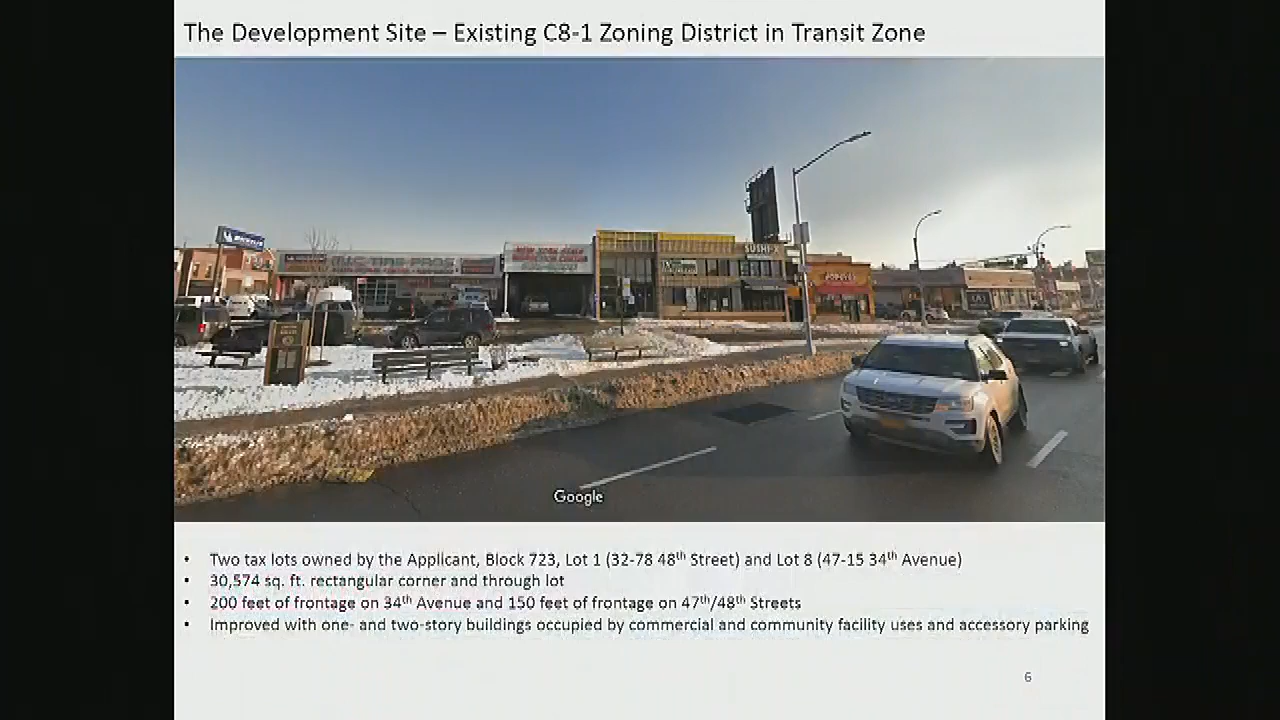 The Development Site – Existing C8-1 Zoning District in Transit Zone
SUSHI-X
POPEYES
Google
• Two tax lots owned by the Applicant, Block 723, Lot 1 (32-78 48th Street) and Lot 8 (47-15 34th Avenue)
• 30,574 sq. ft. rectangular corner and through lot
• 200 feet of frontage on 34th Avenue and 150 feet of frontage on 47th/48th Streets
• Improved with one- and two-story buildings occupied by commercial and community facility uses and accessory parking
6